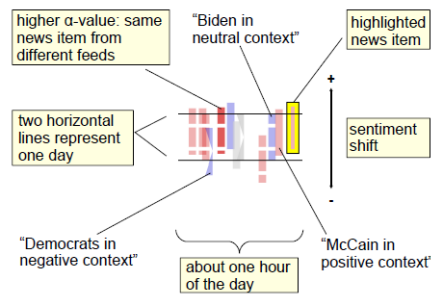 higher α-value: same
news item from
different feeds
“Biden in
neutral context”
highlighted
news item
+
two horizontal
lines represent
one day
sentiment
shift
-
“Democrats in
negative context”
about one hour
of the day
“McCain in
positive context”